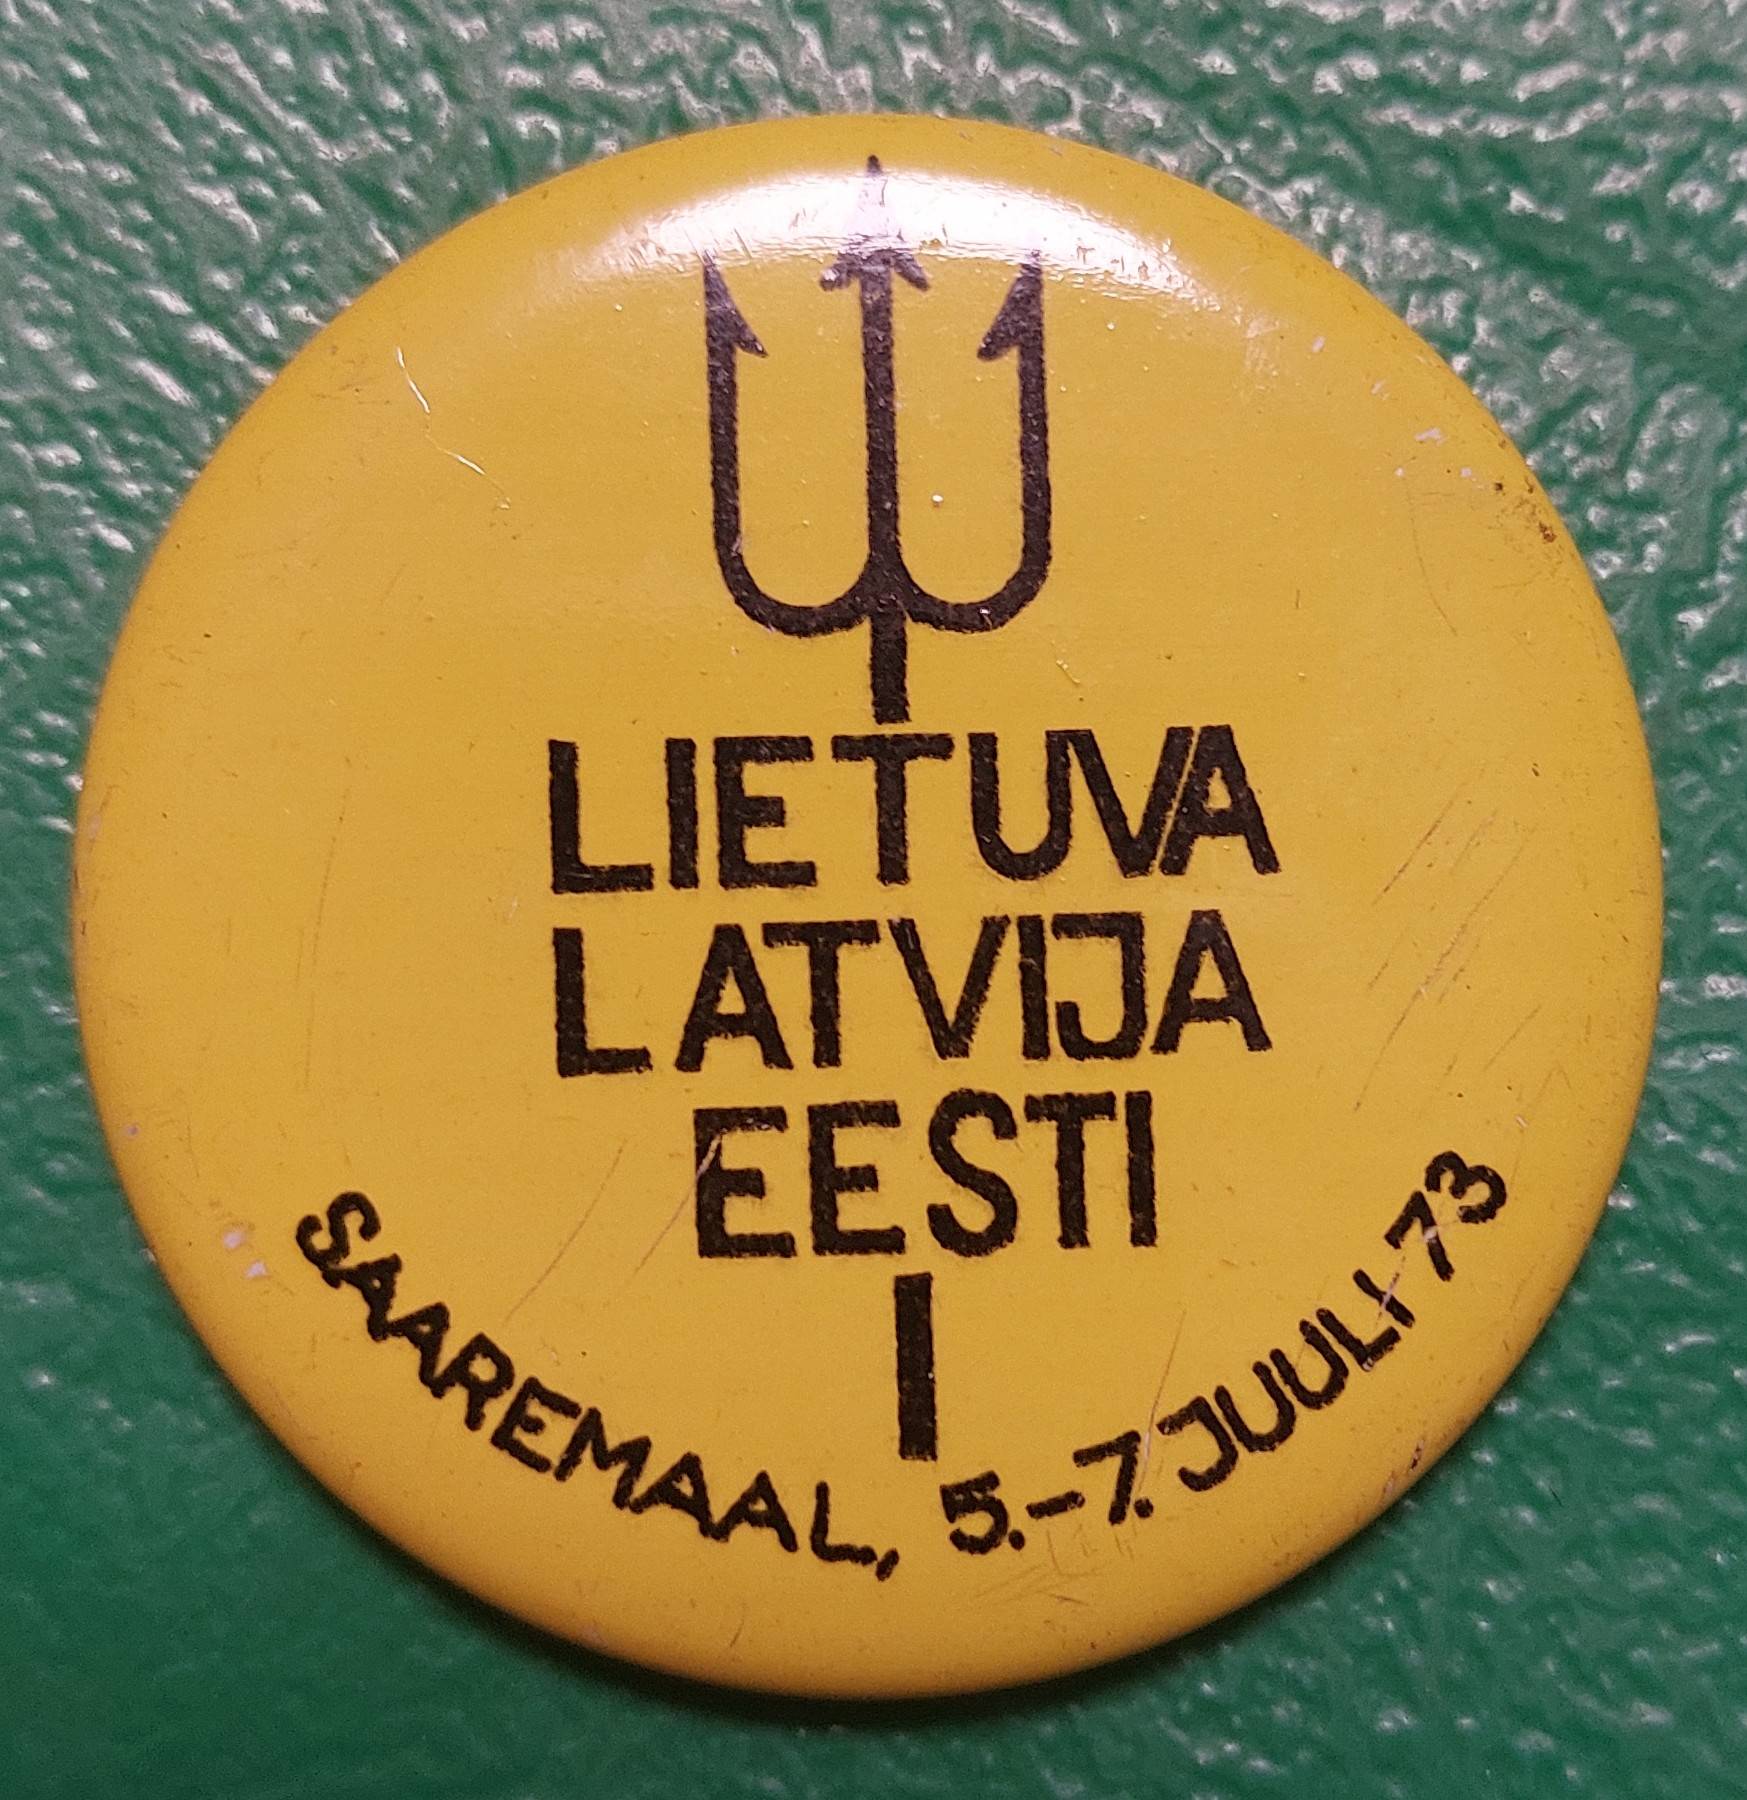 LIETUVA
LATVIJA
EESTI
SAAREMAAL, 5.-7. JUULI 73